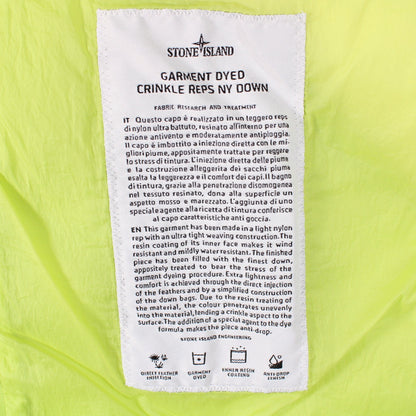 STONE ISLAND
GARMENT DYED
CRINKLE REPS NY DOWN
FABRIC RESEARCH AND TREATMENT
IT Questo capo è realizzato in un leggero reps
di nylon ultra battuto, resinato all'interno per una
azione antivento e moderatamente antipioggia.
Il capo è imbottito a iniezione diretta con le mi-
gliori piume, appositamente trattate per reggere
lo stress di tintura. L'iniezione diretta delle piume
e la costruzione alleggerita dei sacchi piuma
esalta la leggerezza e il comfort dei capi. Il bagno
di tintura, grazie alla penetrazione disomogenea
nel tessuto resinato, dona alla superficie un
aspetto mosso e marezzato. L'aggiunta di uno
speciale agente alla ricetta di tintura conferisce
al capo caratteristiche anti goccia.
EN This garment has been made in a light nylon
rep with an ultra tight weaving construction. The
resin coating of its inner face makes it wind
resistant and mildly water resistant. The finished
piece has been filled with the finest down,
appositely treated to bear the stress of the
garment dyeing procedure. Extra lightness and
comfort is achieved through the direct injection
of the feathers and by a simplified construction
of the down bags. Due to the resin treating of
the material, the colour penetrates unevenly
into the material, lending a crinkle aspect to the
surface. The addition of a special agent to the dye
formula makes the piece anti-drop.
STONE ISLAND ENGINEERING
DIRECT FEATHER
INJECTION
GARMENT
DYED
INNER RESIN
COATING
ANTI DROP
FINISH